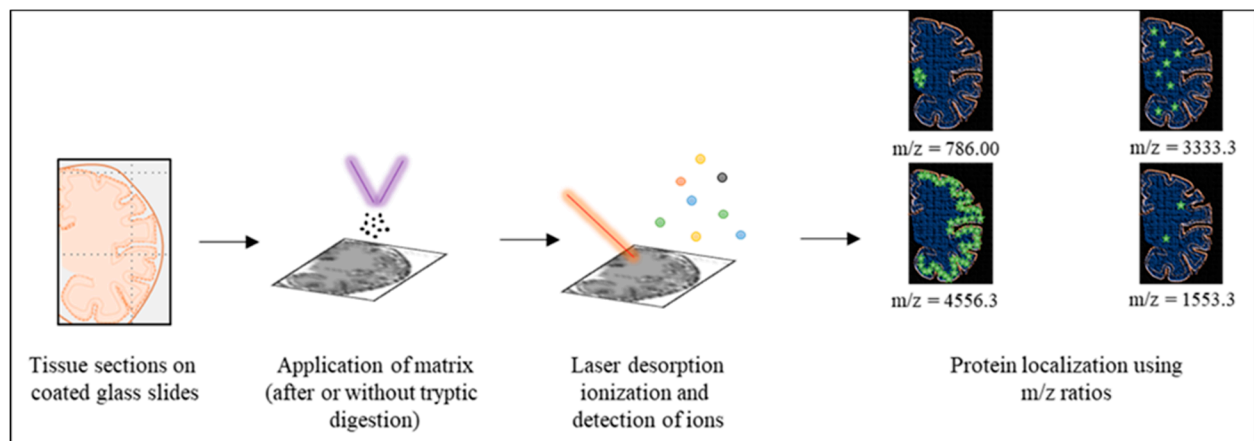 m/z = 786.00
m/z = 3333.3
m/z = 4556.3
m/z = 1553.3
Tissue sections on
coated glass slides
Application of matrix
(after or without tryptic
digestion)
Laser desorption
ionization and
detection of ions
Protein localization using
m/z ratios